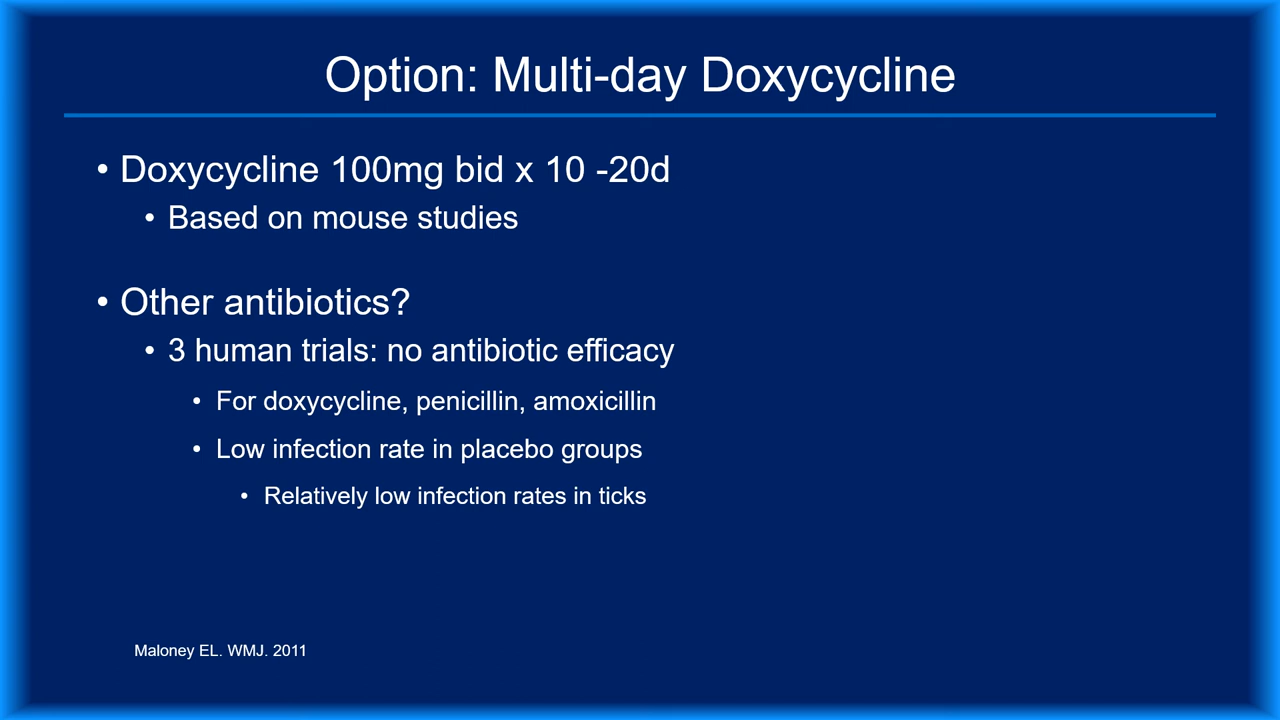 Option: Multi-day Doxycycline
• Doxycycline 100mg bid x 10 -20d
• Based on mouse studies
• Other antibiotics?
• 3 human trials: no antibiotic efficacy
• For doxycycline, penicillin, amoxicillin
• Low infection rate in placebo groups
• Relatively low infection rates in ticks
Maloney EL. WMJ. 2011